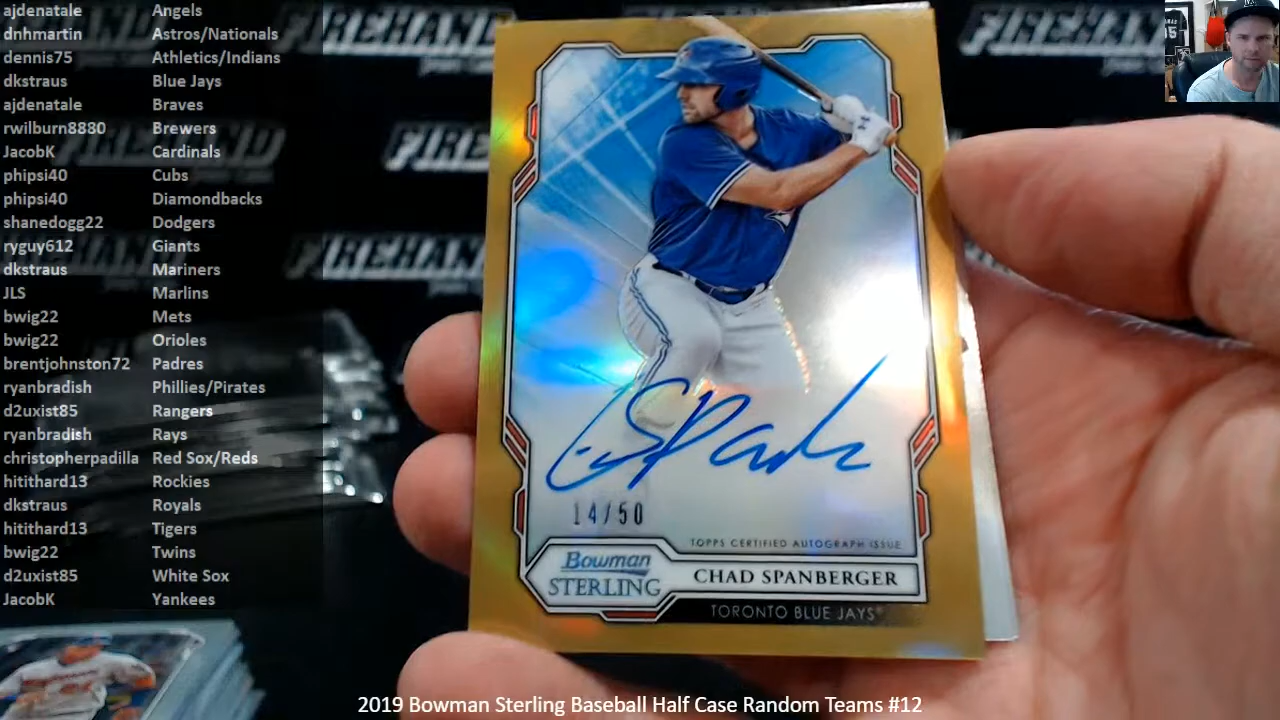 ajdenatale Angels
dnhmartin Astros/Nationals
dennis75 Athletics/Indians
dkstraus Blue Jays
ajdenatale Braves
rwilburn8880 Brewers
JacobK Cardinals
phipsi40 Cubs
phipsi40 Diamondbacks
shanedogg22 Dodgers
ryguy612 Giants
dkstraus Mariners
JLS Marlins
bwig22 Mets
bwig22 Orioles
brentjohnston72 Padres
ryanbradish Phillies/Pirates
d2uxist85 Rangers
ryanbradish Rays
christopherpadilla Red Sox/Reds
hitithard13 Rockies
dkstraus Royals
hitithard13 Tigers
bwig22 Twins
d2uxist85 White Sox
JacobK Yankees
FIREHAND
FIREHAND
FIREHAND
14/50
TOPPS CERTIFIED AUTOGRAPH ISSUE
Bowman
STERLING
CHAD SPANBERGER
TORONTO BLUE JAYS®
2019 Bowman Sterling Baseball Half Case Random Teams #12